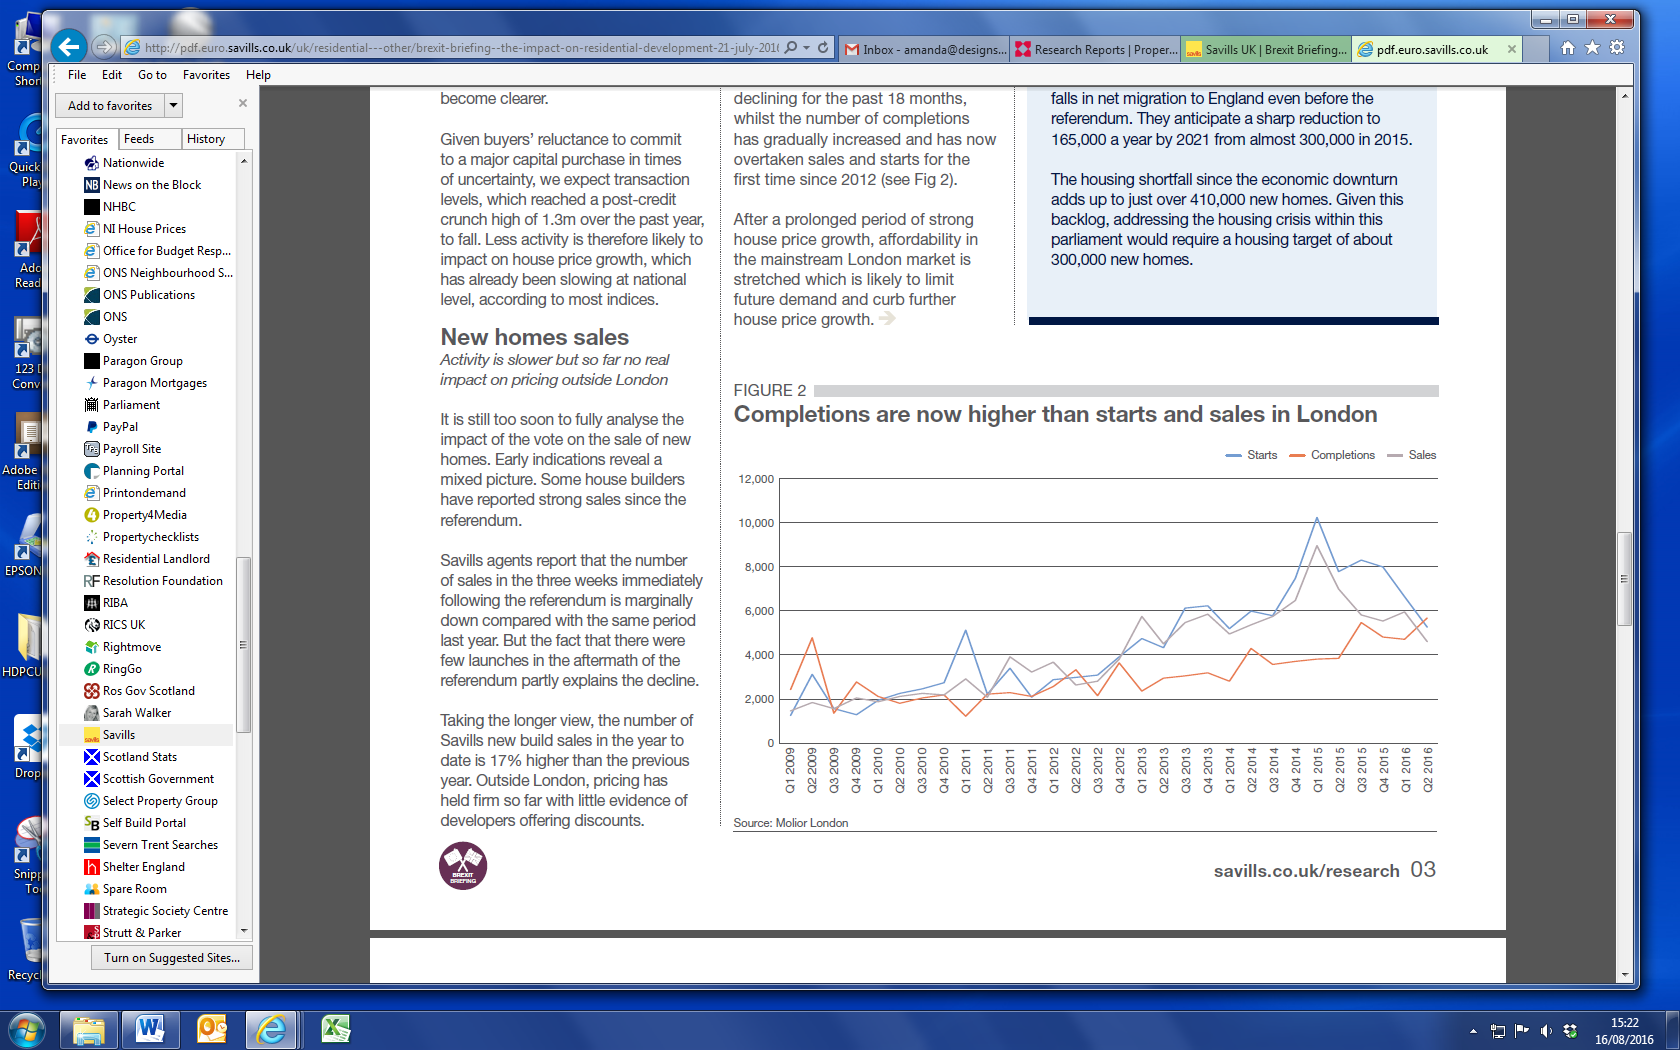 http://pdf.euro.savills.co.uk/uk/residential---other/brexit-briefing--the-impact-on-residential-development-21-july-2016
Inbox - amanda@designs...
Research Reports | Proper...
Savills UK | Brexit Briefing...
pdf.euro.savills.co.uk
File Edit Go to Favorites Help
Add to favorites
Favorites Feeds History
Nationwide
News on the Block
NHBC
NI House Prices
Office for Budget Resp...
ONS Neighbourhood S...
ONS Publications
ONS
Oyster
Paragon Group
Paragon Mortgages
Parliament
PayPal
Payroll Site
Planning Portal
Printondemand
Property4Media
Propertychecklists
Residential Landlord
Resolution Foundation
RIBA
RICS UK
Rightmove
RingGo
Ros Gov Scotland
Sarah Walker
Savills
Scotland Stats
Scottish Government
Select Property Group
Self Build Portal
Severn Trent Searches
Shelter England
Spare Room
Strategic Society Centre
Strutt & Parker
Turn on Suggested Sites...
become clearer.
Given buyers' reluctance to commit
to a major capital purchase in times
of uncertainty, we expect transaction
levels, which reached a post-credit
crunch high of 1.3m over the past year,
to fall. Less activity is therefore likely to
impact on house price growth, which
has already been slowing at national
level, according to most indices.
New homes sales
Activity is slower but so far no real
impact on pricing outside London
It is still too soon to fully analyse the
impact of the vote on the sale of new
homes. Early indications reveal a
mixed picture. Some house builders
have reported strong sales since the
referendum.
Savills agents report that the number
of sales in the three weeks immediately
following the referendum is marginally
down compared with the same period
last year. But the fact that there were
few launches in the aftermath of the
referendum partly explains the decline.
Taking the longer view, the number of
Savills new build sales in the year to
date is 17% higher than the previous
year. Outside London, pricing has
held firm so far with little evidence of
developers offering discounts.
BREXIT
BRIEFING
declining for the past 18 months,
whilst the number of completions
has gradually increased and has now
overtaken sales and starts for the
first time since 2012 (see Fig 2).
After a prolonged period of strong
house price growth, affordability in
the mainstream London market is
stretched which is likely to limit
future demand and curb further
house price growth.
falls in net migration to England even before the
referendum. They anticipate a sharp reduction to
165,000 a year by 2021 from almost 300,000 in 2015.
The housing shortfall since the economic downturn
adds up to just over 410,000 new homes. Given this
backlog, addressing the housing crisis within this
parliament would require a housing target of about
300,000 new homes.
FIGURE 2
Completions are now higher than starts and sales in London
Starts Completions Sales
12,000
10,000
8,000
6,000
4,000
2,000
0
Q1 2009
Q2 2009
Q3 2009
Q4 2009
Q1 2010
Q2 2010
Q3 2010
Q4 2010
Q1 2011
Q2 2011
Q3 2011
Q4 2011
Q1 2012
Q2 2012
Q3 2012
Q4 2012
Q1 2013
Q2 2013
Q3 2013
Q4 2013
Q1 2014
Q2 2014
Q3 2014
Q4 2014
Q1 2015
Q2 2015
Q3 2015
Q4 2015
Q1 2016
Q2 2016
Source: Molior London
savills.co.uk/research 03
15:22
16/08/2016